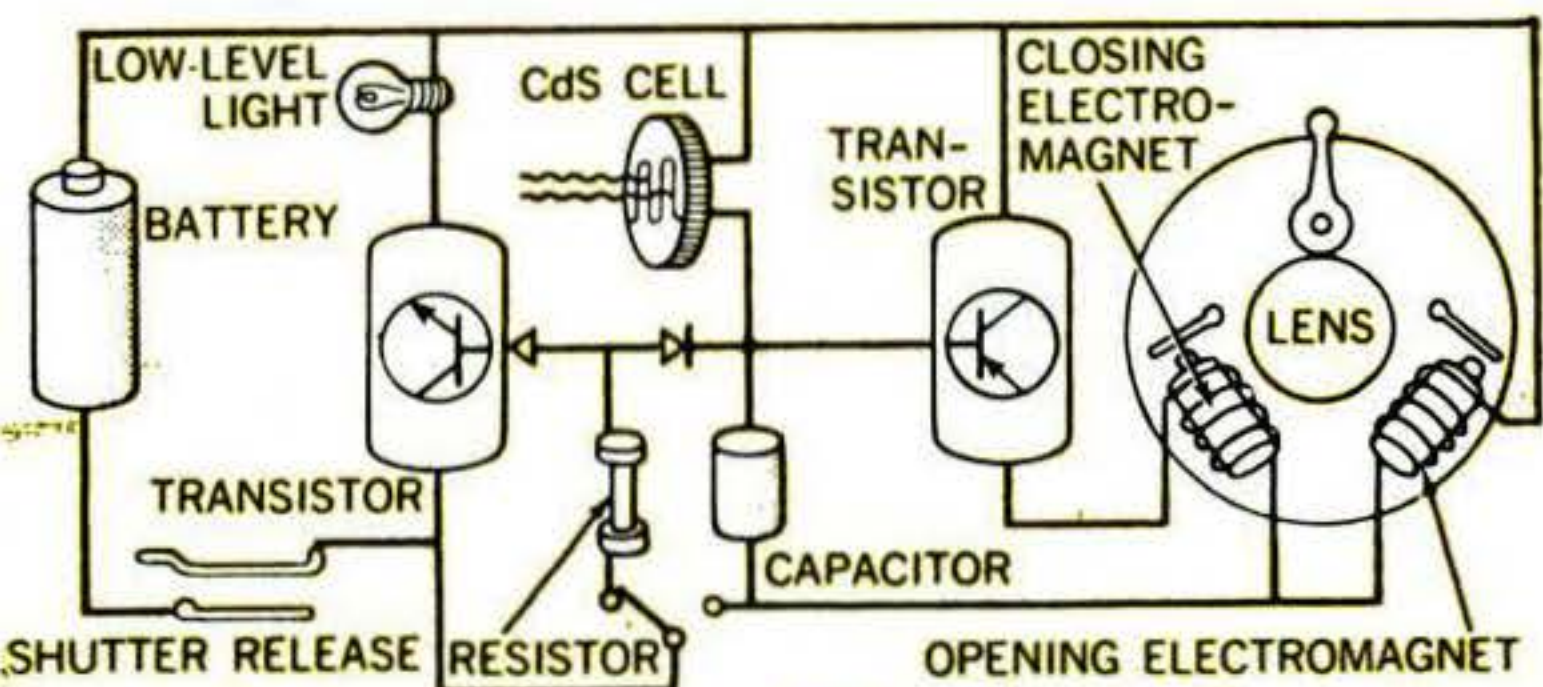 LOW-LEVEL
LIGHT
CdS CELL
CLOSING
ELECTRO-
MAGNET
TRAN-
SISTOR
BATTERY
LENS
TRANSISTOR
CAPACITOR
SHUTTER RELEASE
RESISTOR
OPENING ELECTROMAGNET